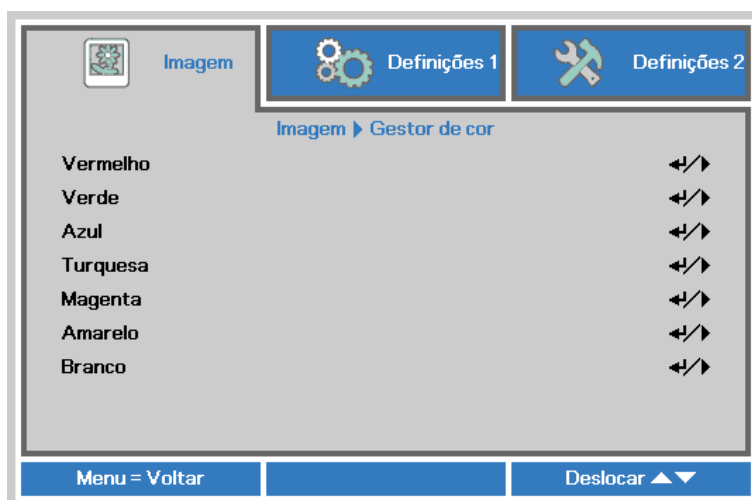 Imagem
Definições 1
Definições 2
Imagem ▶ Gestor de cor
Vermelho
Verde
Azul
Turquesa
Magenta
Amarelo
Branco
Menu = Voltar
Deslocar ▲▼